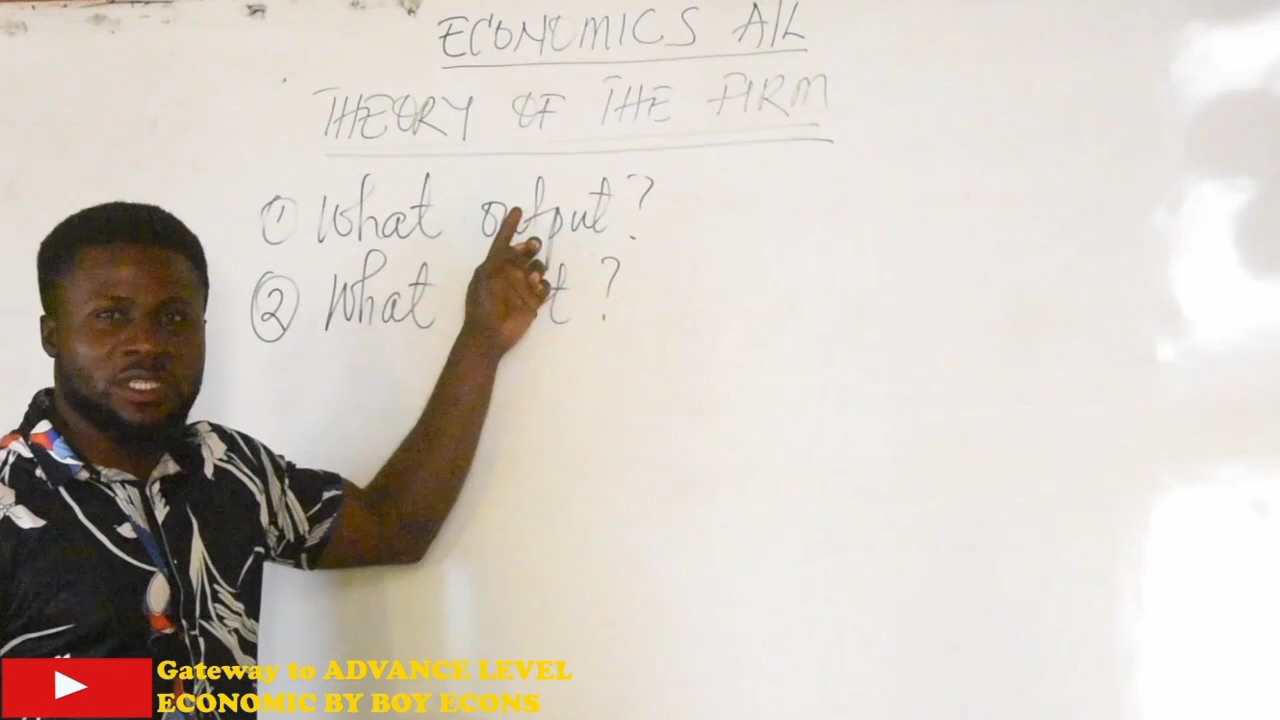 ECONOMICS A/L
THEORY OF THE FIRM
① What output?
② What ?
Gateway to ADVANCE LEVEL
ECONOMIC BY BOY ECONS